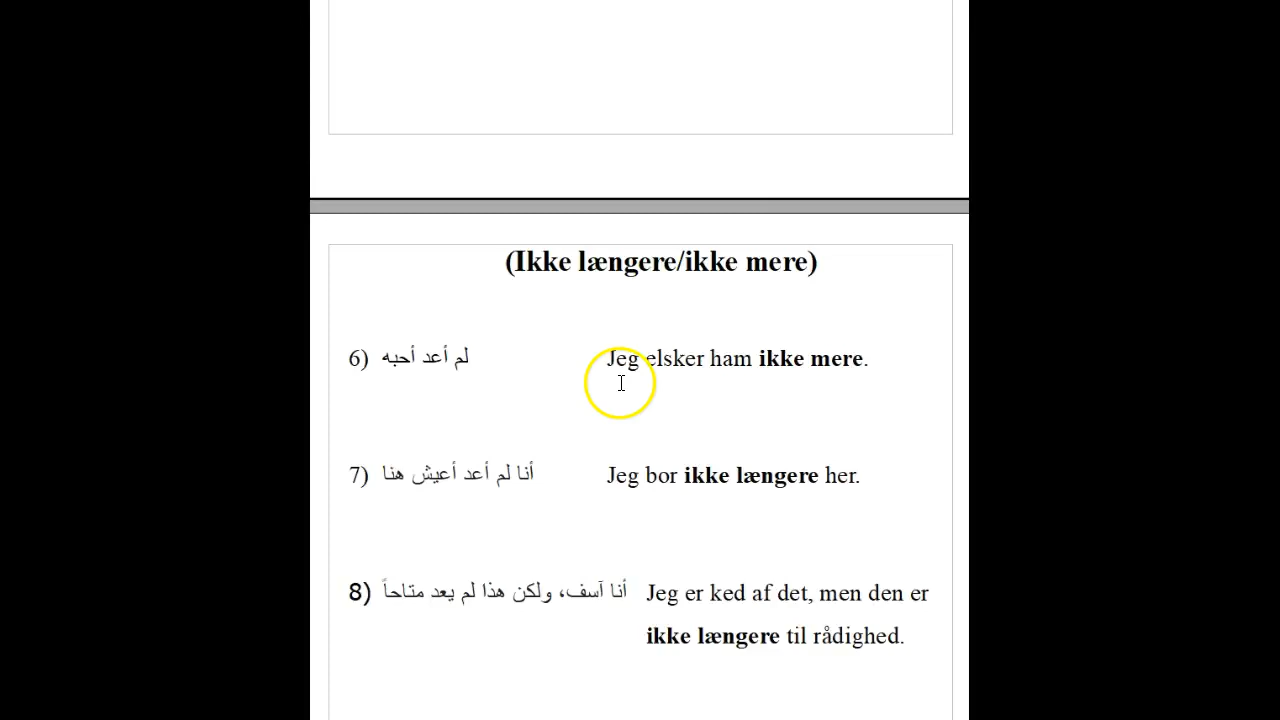 (Ikke længere/ikke mere)
6) لم أعد أحبه Jeg elsker ham ikke mere.
7) أنا لم أعد أعيش هنا Jeg bor ikke længere her.
8) أنا آسف، ولكن هذا لم يعد متاحاً Jeg er ked af det, men den er
ikke længere til rådighed.